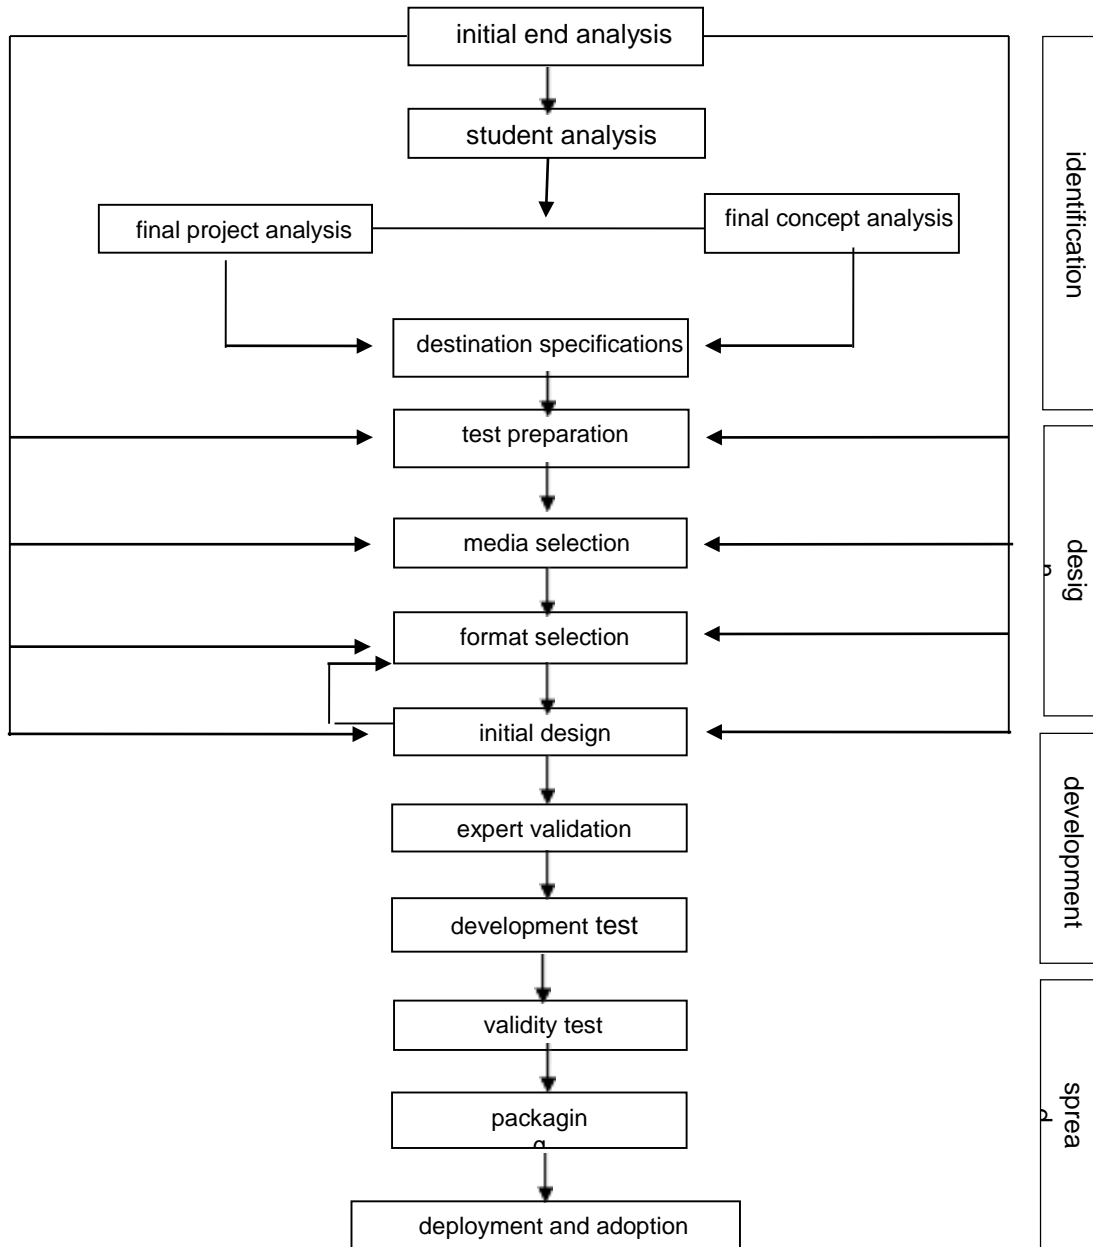 initial end analysis
student analysis
final project analysis
final concept analysis
destination specifications
test preparation
media selection
format selection
initial design
expert validation
development test
validity test
packagin
g
deployment and adoption
identification
desig
n
development
sprea
d